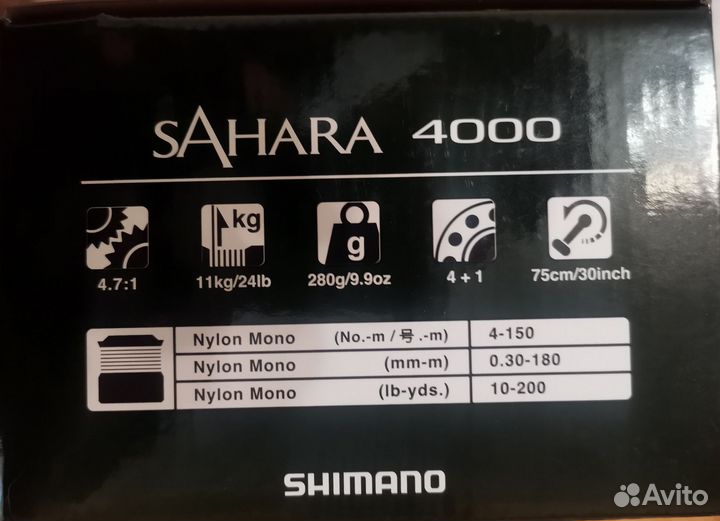 SAHARA 4000
kg
g
4.7:1 11kg/24lb 280g/9.9oz 4 + 1 75cm/30inch
Nylon Mono (No.-m / 号.-m) 4-150
Nylon Mono (mm-m) 0.30-180
Nylon Mono (lb-yds.) 10-200
SHIMANO
Avito